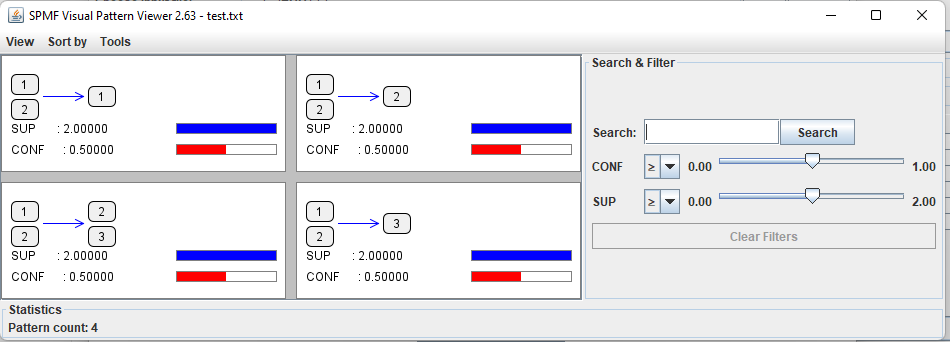 SPMF Visual Pattern Viewer 2.63 - test.txt
View Sort by Tools
1
2
1
SUP : 2.00000
CONF : 0.50000
1
2
2
SUP : 2.00000
CONF : 0.50000
1
2
2
3
SUP : 2.00000
CONF : 0.50000
1
2
3
SUP : 2.00000
CONF : 0.50000
Search & Filter
Search: Search
CONF ≥ 0.00 1.00
SUP ≥ 0.00 2.00
Clear Filters
Statistics
Pattern count: 4